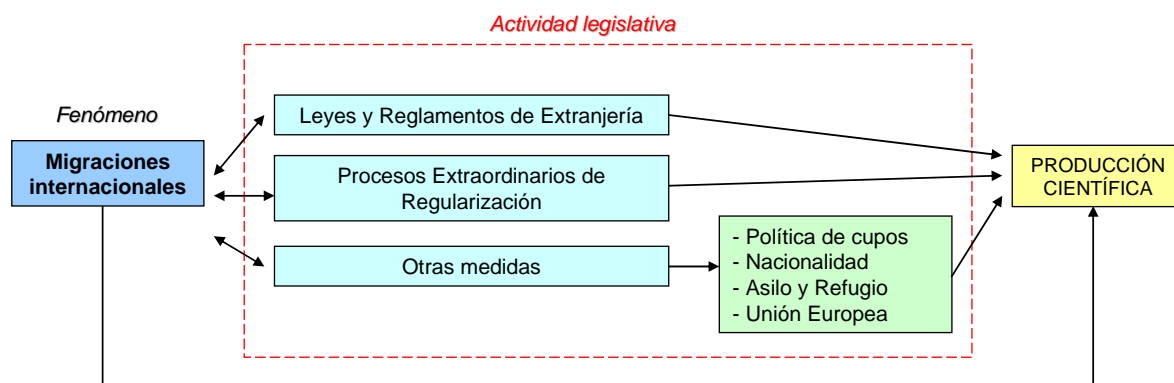 Actividad legislativa
Fenómeno
Migraciones
internacionales
Leyes y Reglamentos de Extranjería
Procesos Extraordinarios de
Regularización
Otras medidas
- Política de cupos
- Nacionalidad
- Asilo y Refugio
- Unión Europea
PRODUCCIÓN
CIENTÍFICA